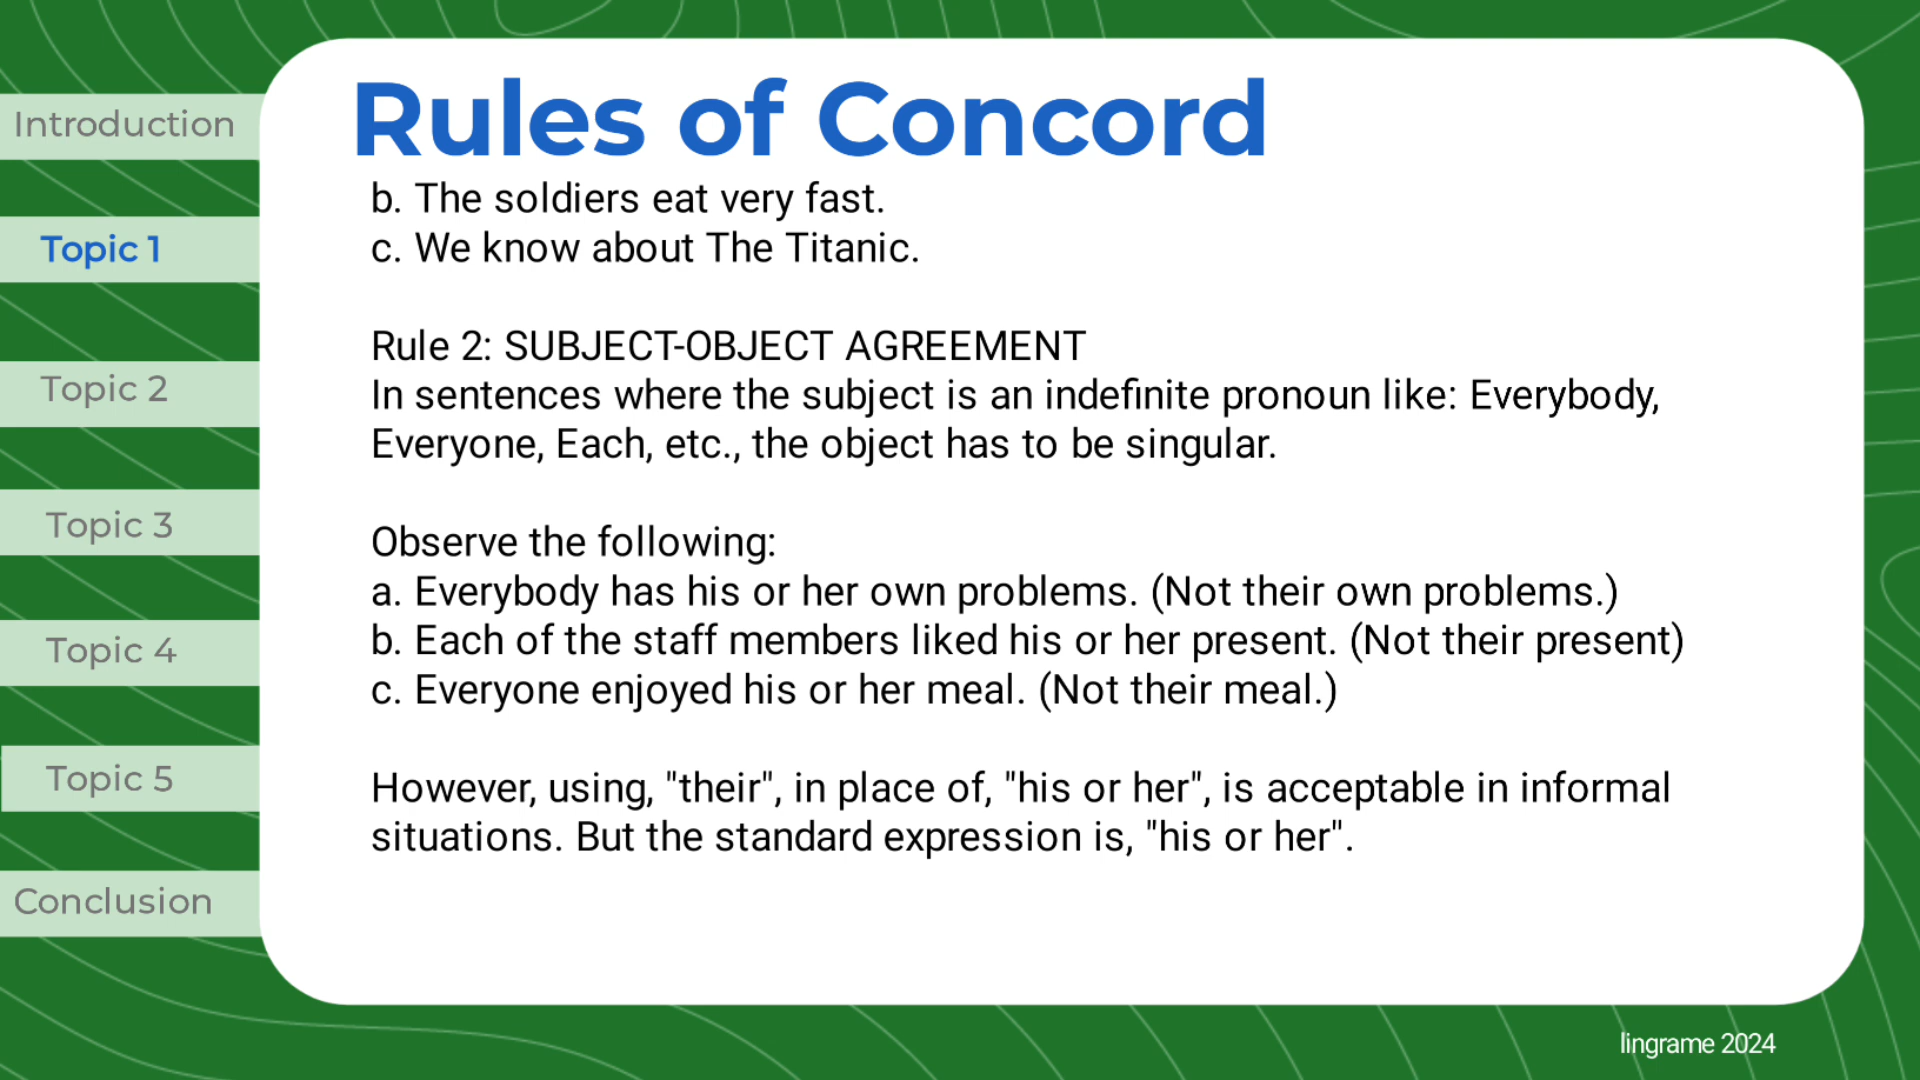 Rules of Concord
b. The soldiers eat very fast.
c. We know about The Titanic.
Rule 2: SUBJECT-OBJECT AGREEMENT
In sentences where the subject is an indefinite pronoun like: Everybody,
Everyone, Each, etc., the object has to be singular.
Observe the following:
a. Everybody has his or her own problems. (Not their own problems.)
b. Each of the staff members liked his or her present. (Not their present)
c. Everyone enjoyed his or her meal. (Not their meal.)
However, using, "their", in place of, "his or her", is acceptable in informal
situations. But the standard expression is, "his or her".
Introduction
Topic 1
Topic 2
Topic 3
Topic 4
Topic 5
Conclusion
lingrame 2024